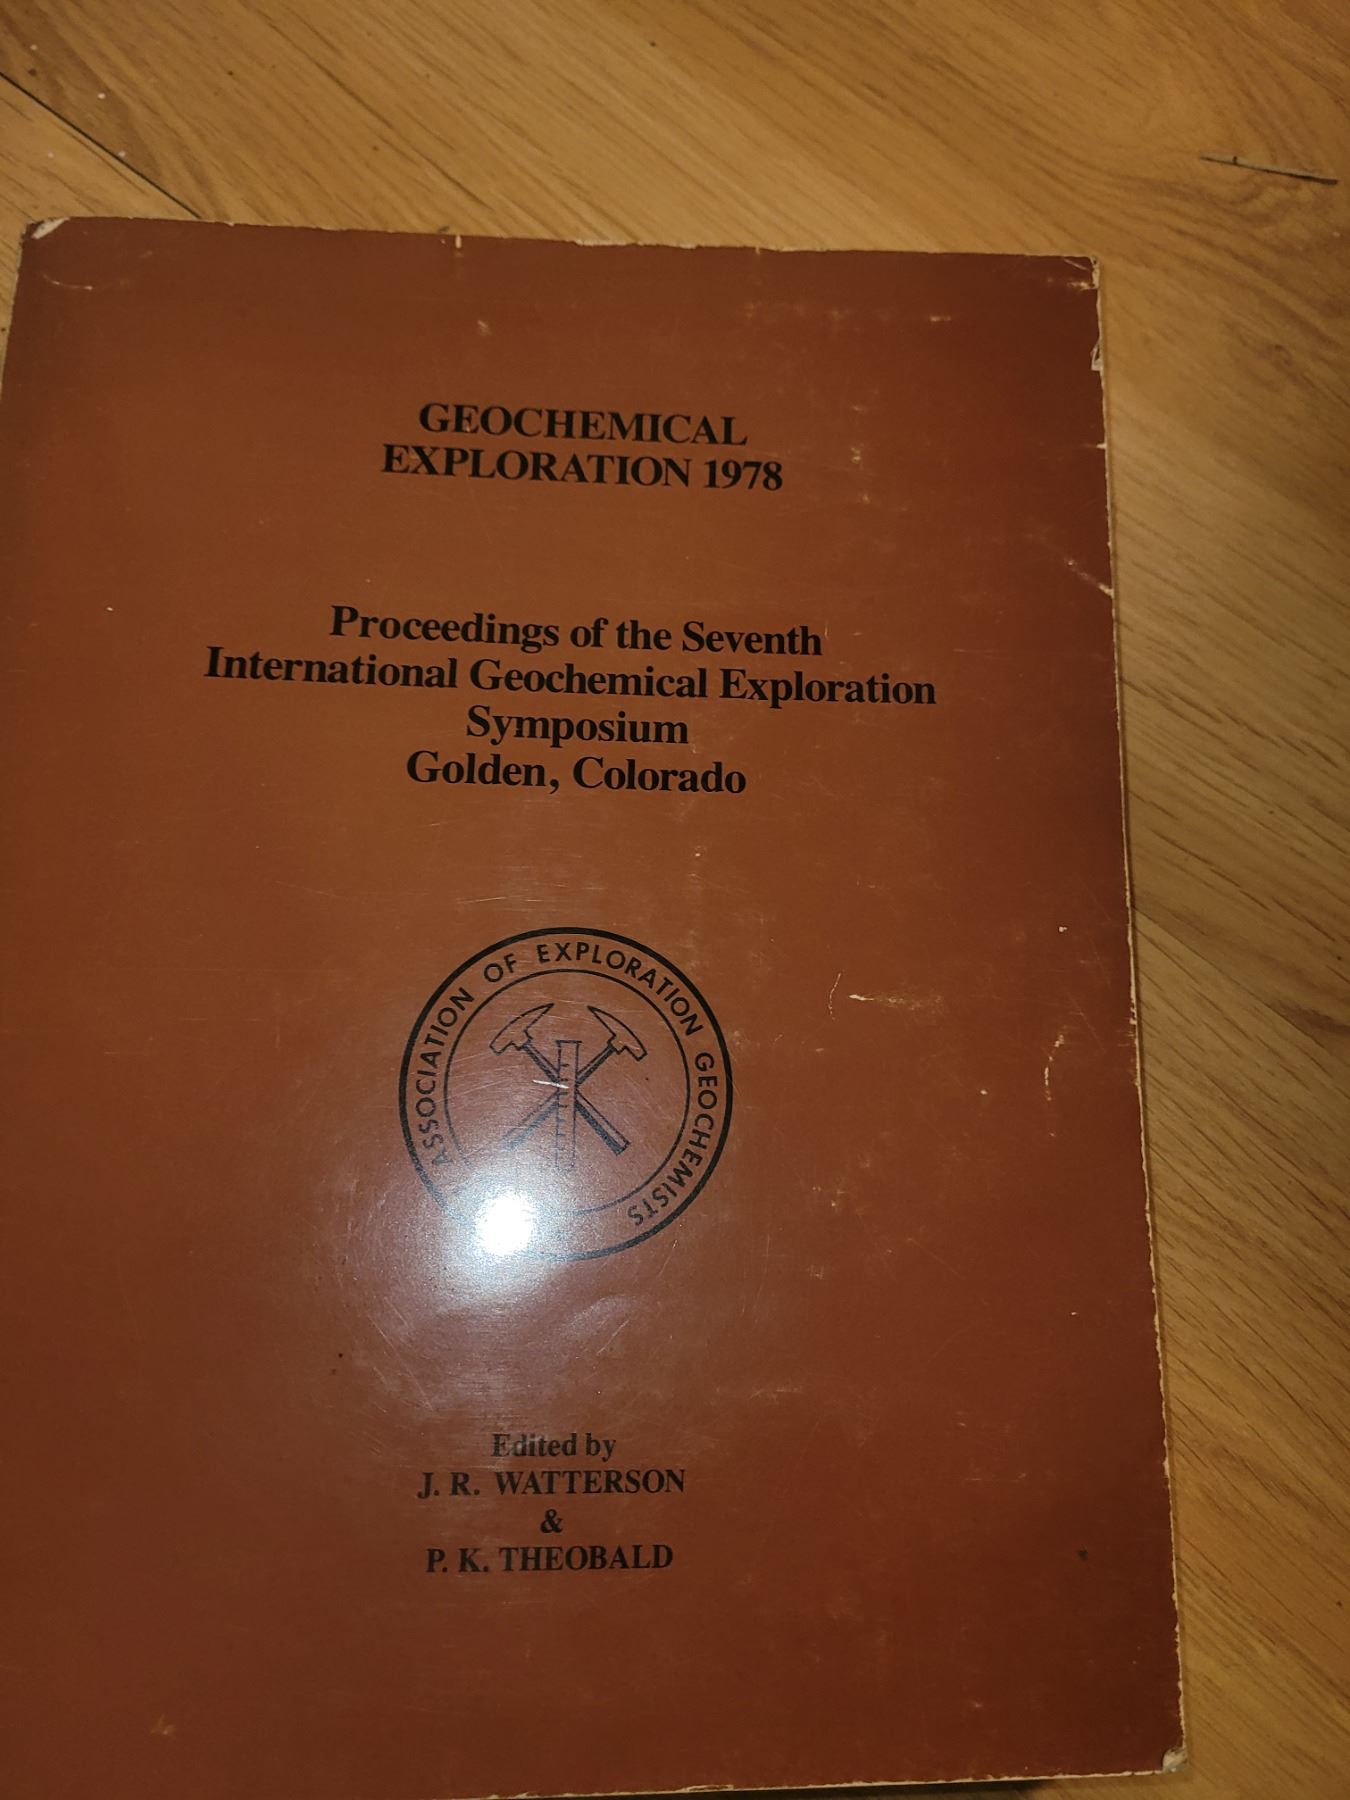 GEOCHEMICAL
EXPLORATION 1978
Proceedings of the Seventh
International Geochemical Exploration
Symposium
Golden, Colorado
ASSOCIATION OF EXPLORATION GEOCHEMISTS
Edited by
J. R. WATTERSON
&
P. K. THEOBALD